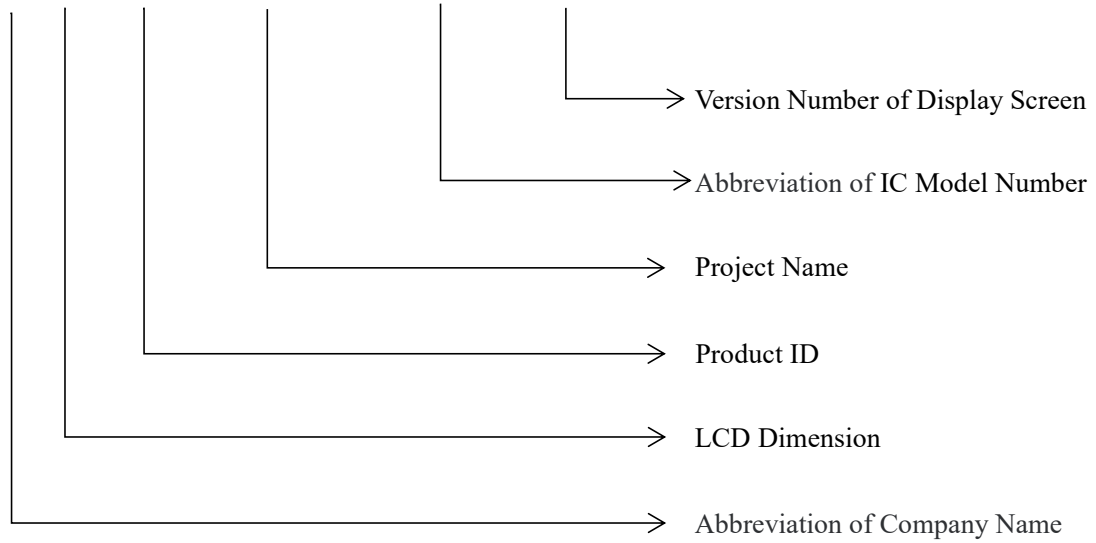 Version Number of Display Screen
Abbreviation of IC Model Number
Project Name
Product ID
LCD Dimension
Abbreviation of Company Name